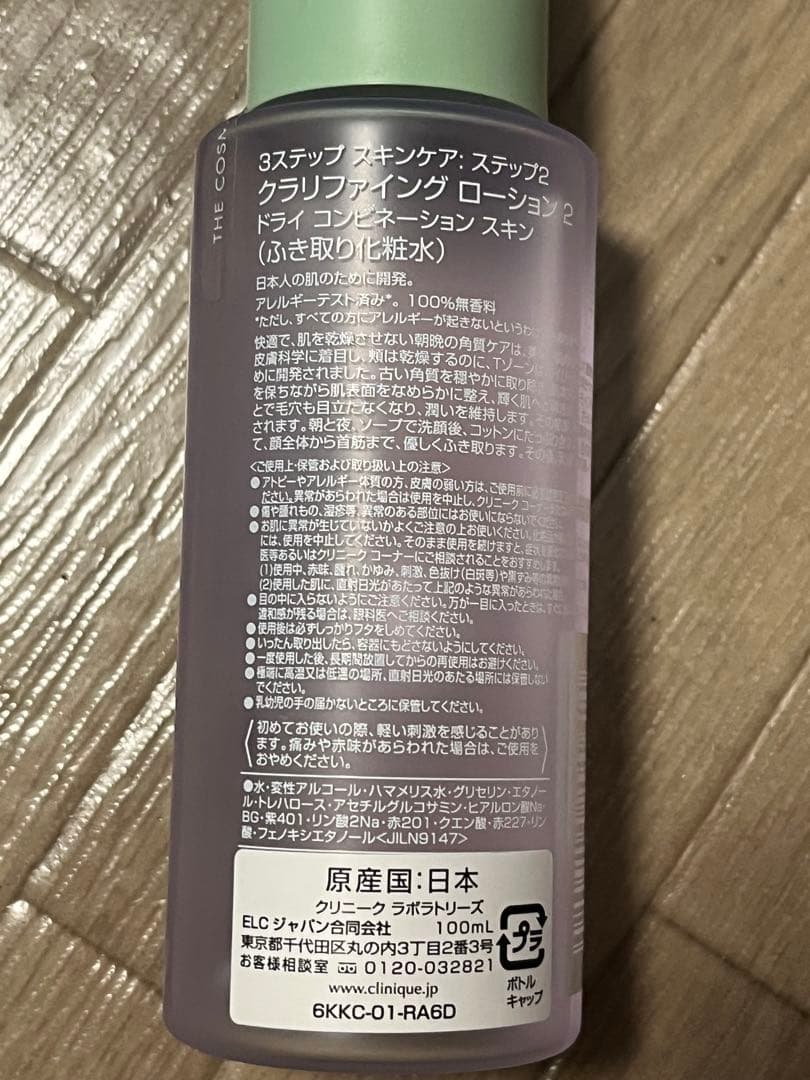 THE COSM
3ステップ スキンケア: ステップ2
クラリファイング ローション 2
ドライ コンビネーション スキン
(ふき取り化粧水)
日本人の肌のために開発。
アレルギーテスト済み*。100%無香料
*ただし、すべての方にアレルギーが起きないというわ
快適で、肌を乾燥させない朝晩の角質ケアは、
皮膚科学に着目し、頬は乾燥するのに、Tゾーン
めに開発されました。古い角質を穏やかに取り
を保ちながら肌表面をなめらかに整え、輝く肌へ
とで毛穴も目立たなくなり、潤いを維持します。
されます。朝と夜、ソープで洗顔後、コットンにた
て、顔全体から首筋まで、優しくふき取ります。その
<ご使用上・保管および取り扱い上の注意>
●アトピーやアレルギー体質の方、皮膚の弱い方は、ご使用前に
ださい。異常があらわれた場合は使用を中止し、クリニーク コーナー
●傷や腫れもの、湿疹等、異常のある部位にはお使いにならないでください。
●お肌に異常が生じていないかよくご注意の上お使いください。
は、使用を中止してください。そのまま使用を続けますと、症状
医等あるいはクリニーク コーナーにご相談されることをおすすめします。
(1)使用中、赤味、腫れ、かゆみ、刺激、色抜け(白斑等)や黒ずみ等の
(2)使用した肌に、直射日光があたって上記のような異常があらわれた
●目の中に入らないようにご注意ください。万が一目に入ったときは、
違和感が残る場合は、眼科医へご相談ください。
●使用後は必ずしっかりフタをしめてください。
●いったん取り出したら、容器にもどさないようにしてください。
●一度使用した後、長期間放置してからの再使用はお避けください。
●極端に高温又は低温の場所、直射日光のあたる場所には保管しない
でください。
●乳幼児の手の届かないところに保管してください。
初めてお使いの際、軽い刺激を感じることがあり
ます。痛みや赤味があらわれた場合は、ご使用を
おやめください。
●水・変性アルコール・ハマメリス水・グリセリン・エタノー
ル・トレハロース・アセチルグルコサミン・ヒアルロン酸Na・
BG・紫401・リン酸2Na・赤201・クエン酸・赤227・リン
酸・フェノキシエタノール<JILN9147>
原産国:日本
クリニーク ラボラトリーズ
ELC ジャパン合同会社 100mL
東京都千代田区丸の内3丁目2番3号
お客様相談室 0120-032821
www.clinique.jp
6KKC-01-RA6D
プラ
ボトル
キャップ